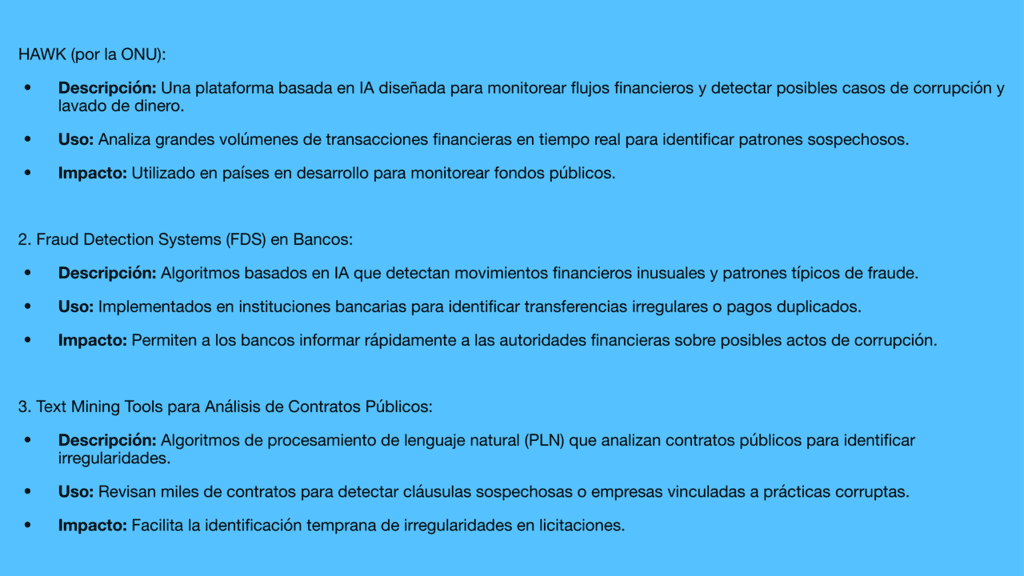 HAWK (por la ONU):
• Descripción: Una plataforma basada en IA diseñada para monitorear flujos financieros y detectar posibles casos de corrupción y
lavado de dinero.
• Uso: Analiza grandes volúmenes de transacciones financieras en tiempo real para identificar patrones sospechosos.
• Impacto: Utilizado en países en desarrollo para monitorear fondos públicos.
2. Fraud Detection Systems (FDS) en Bancos:
• Descripción: Algoritmos basados en IA que detectan movimientos financieros inusuales y patrones típicos de fraude.
• Uso: Implementados en instituciones bancarias para identificar transferencias irregulares o pagos duplicados.
• Impacto: Permiten a los bancos informar rápidamente a las autoridades financieras sobre posibles actos de corrupción.
3. Text Mining Tools para Análisis de Contratos Públicos:
• Descripción: Algoritmos de procesamiento de lenguaje natural (PLN) que analizan contratos públicos para identificar
irregularidades.
• Uso: Revisan miles de contratos para detectar cláusulas sospechosas o empresas vinculadas a prácticas corruptas.
• Impacto: Facilita la identificación temprana de irregularidades en licitaciones.